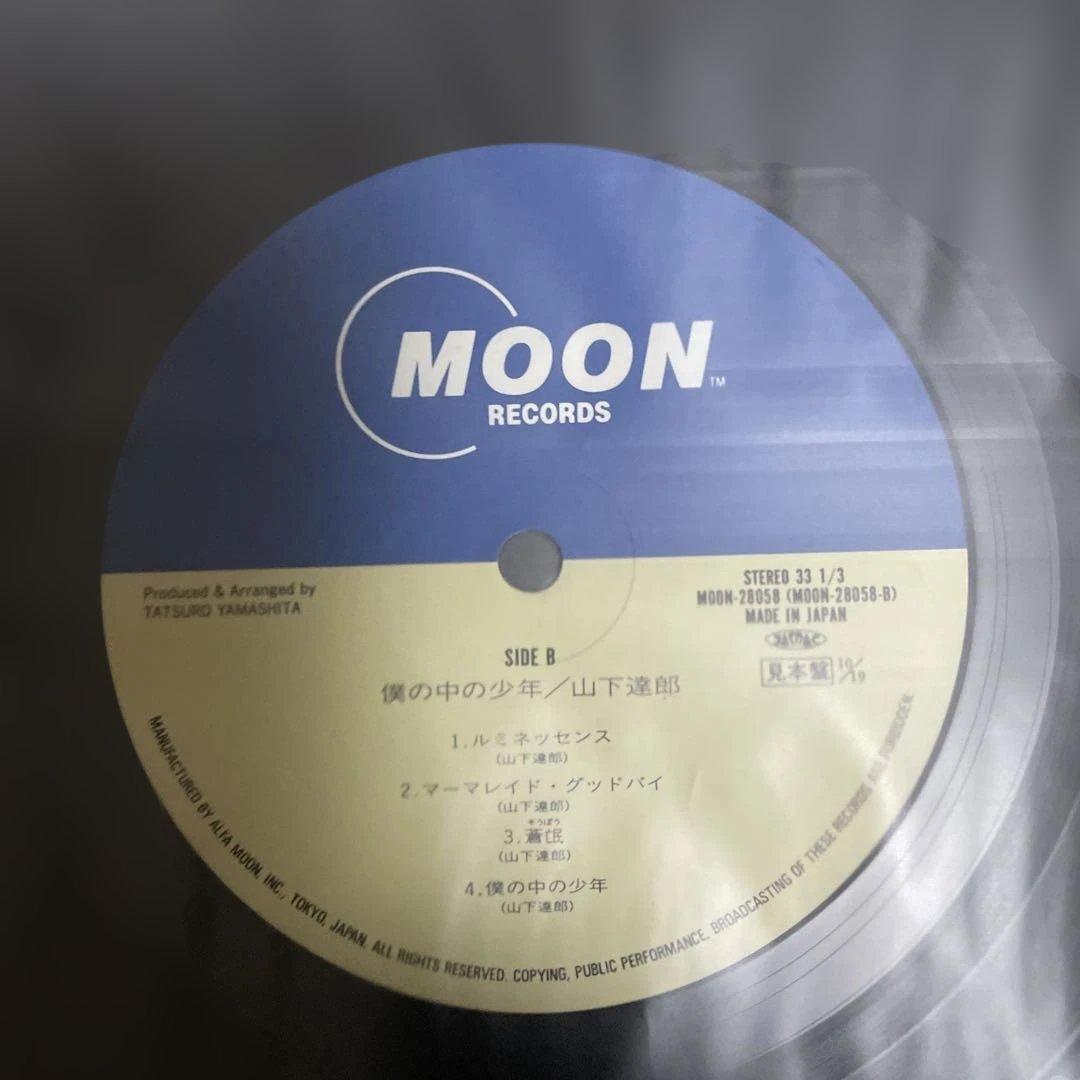 MOON TM
RECORDS
Produced & Arranged by
TATSURO YAMASHITA
STEREO 33 1/3
MOON-28058 (MOON-28058-B)
MADE IN JAPAN
見本盤 10/19
SIDE B
僕の中の少年/山下達郎
1.ルミネッセンス
(山下達郎)
2.マーマレイド・グッドバイ
(山下達郎)
そうぼう
3.蒼氓
(山下達郎)
4.僕の中の少年
(山下達郎)
MANUFACTURED BY ALFA MOON, INC., TOKYO, JAPAN. ALL RIGHTS RESERVED. COPYING, PUBLIC PERFORMANCE, BROADCASTING OF THESE RECORDS ARE FORBIDDEN.